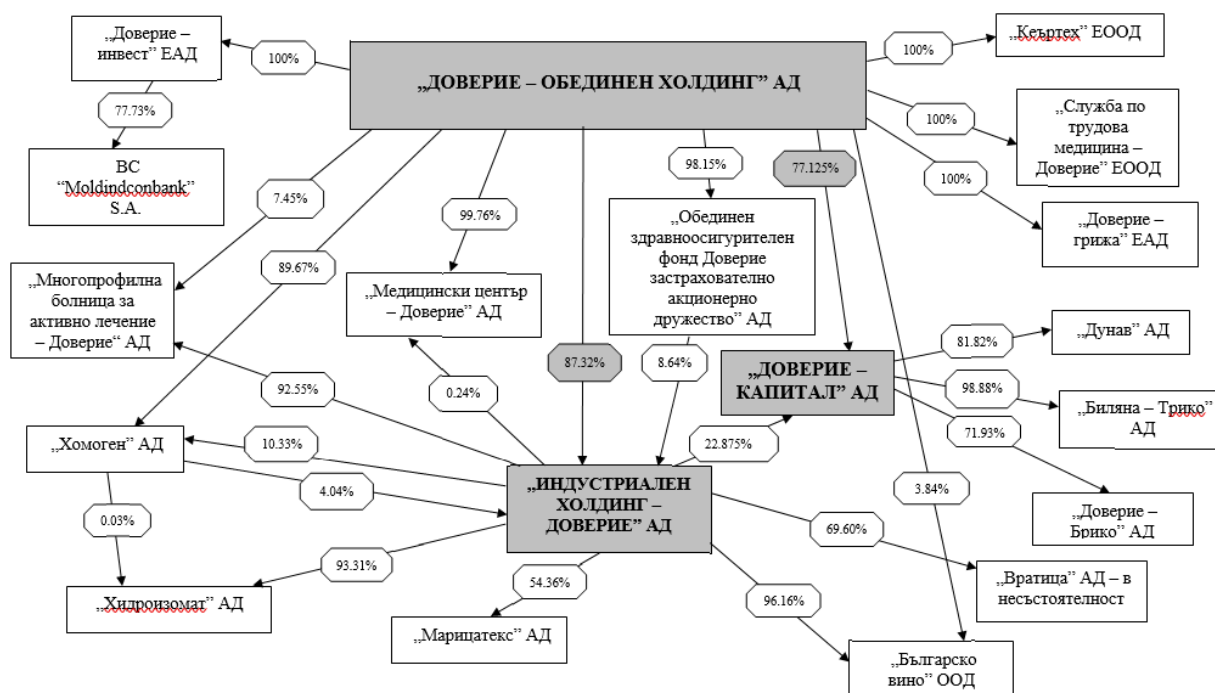 „Доверие –
инвест” ЕАД
100%
„ДОВЕРИЕ – ОБЕДИНЕН ХОЛДИНГ” АД
100%
„Кеъртех” ЕООД
77.73%
100%
„Служба по
трудова
медицина –
Доверие” ЕООД
ВС
“Moldindconbank”
S.A.
7.45%
99.76%
98.15%
77.125%
100%
„Доверие –
грижа” ЕАД
„Многопрофилна
болница за
активно лечение
– Доверие“ АД
89.67%
„Медицински център
– Доверие” АД
„Обединен
здравноосигурителен
фонд Доверие
застрахователно
акционерно
дружество” АД
81.82%
„Дунав” АД
87.32%
8.64%
„ДОВЕРИЕ –
КАПИТАЛ” АД
98.88%
„Биляна – Трико”
АД
92.55%
0.24%
71.93%
„Хомоген” АД
10.33%
22.875%
4.04%
„ИНДУСТРИАЛЕН
ХОЛДИНГ –
ДОВЕРИЕ” АД
3.84%
„Доверие –
Брико” АД
0.03%
69.60%
93.31%
54.36%
96.16%
„Вратица” АД – в
несъстоятелност
„Хидроизомат” АД
„Марицатекс” АД
„Българско
вино” ООД